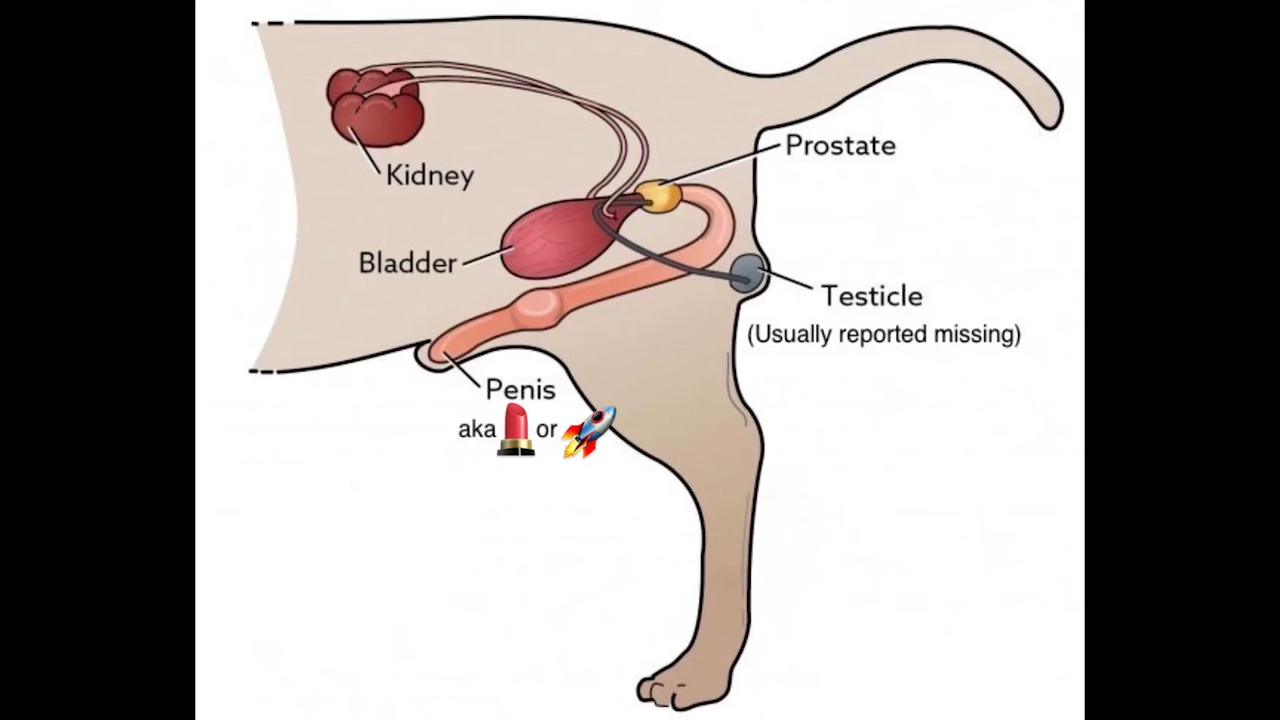 Prostate
Kidney
Bladder
Testicle
(Usually reported missing)
Penis
aka 💄 or 🚀